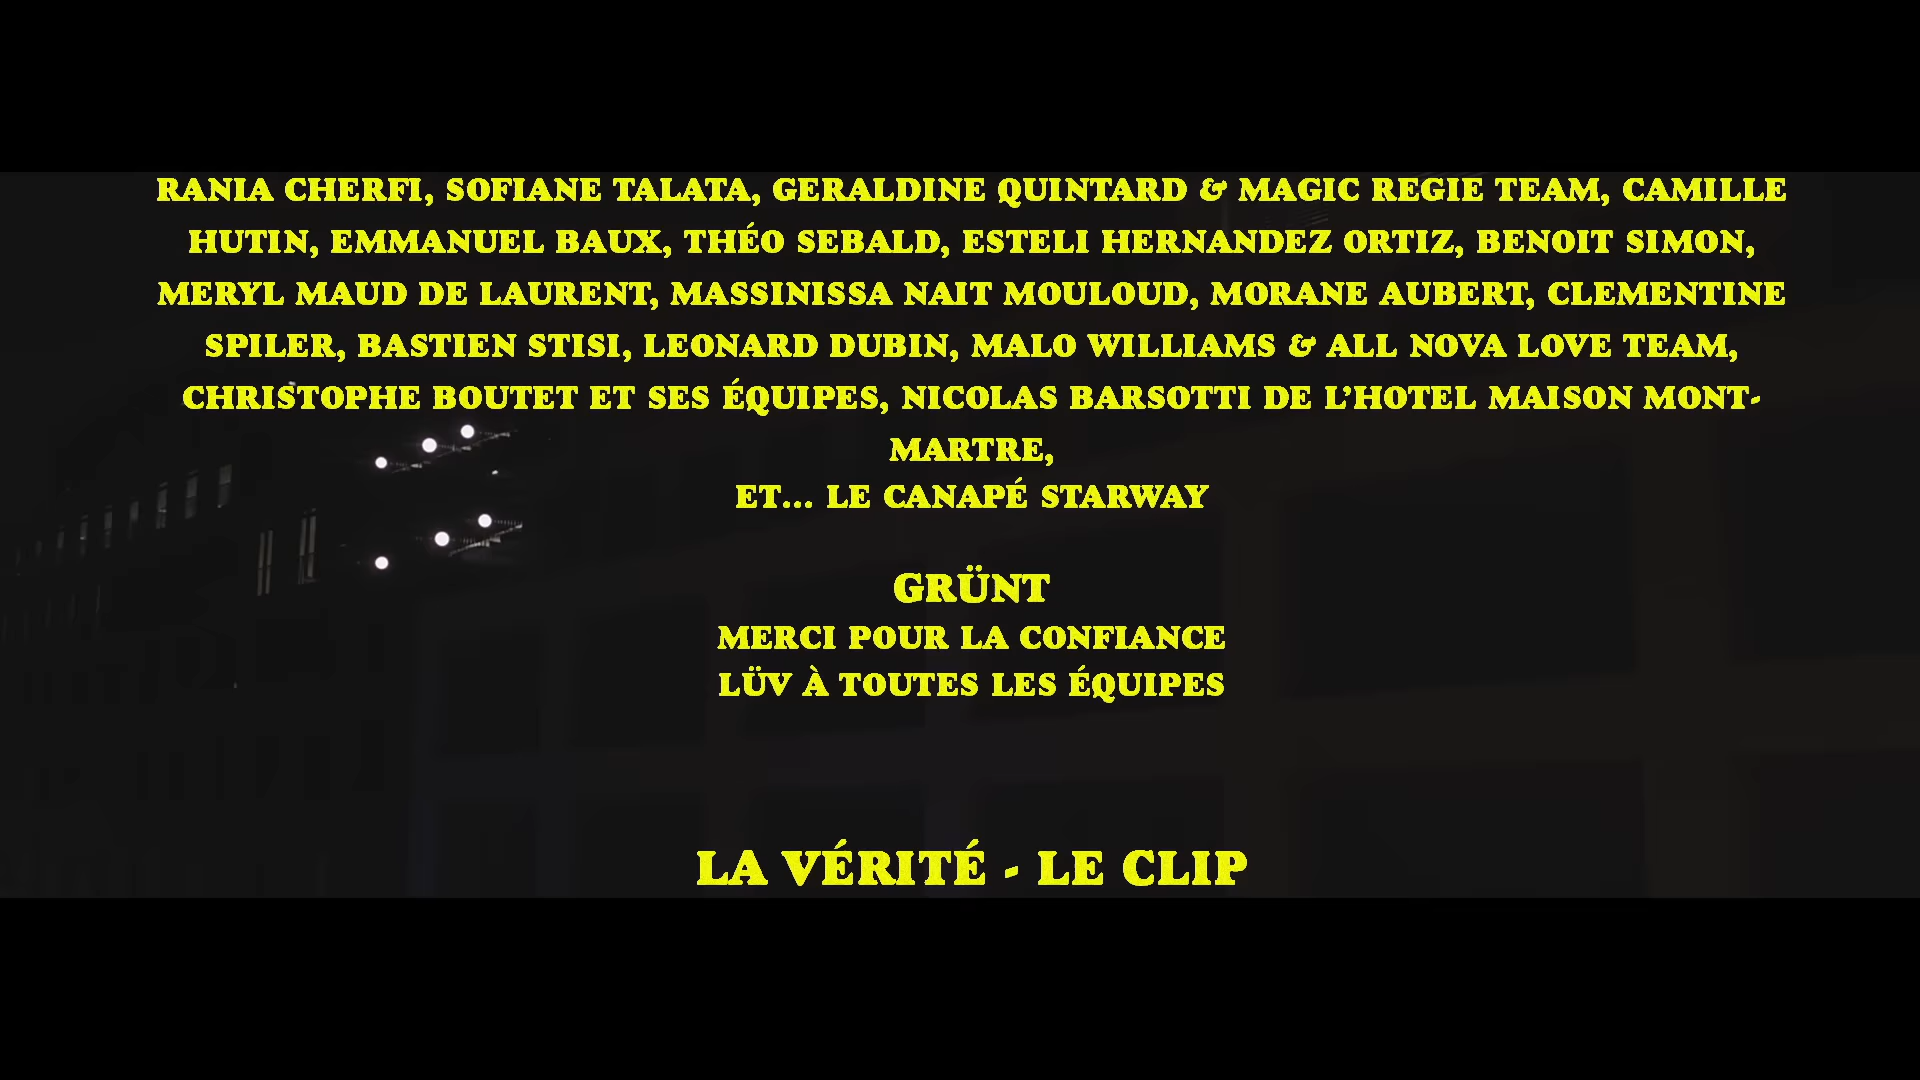 RANIA CHERFI, SOFIANE TALATA, GERALDINE QUINTARD & MAGIC REGIE TEAM, CAMILLE
HUTIN, EMMANUEL BAUX, THÉO SEBALD, ESTELI HERNANDEZ ORTIZ, BENOIT SIMON,
MERYL MAUD DE LAURENT, MASSINISSA NAIT MOULOUD, MORANE AUBERT, CLEMENTINE
SPILER, BASTIEN STISI, LEONARD DUBIN, MALO WILLIAMS & ALL NOVA LOVE TEAM,
CHRISTOPHE BOUTET ET SES ÉQUIPES, NICOLAS BARSOTTI DE L’HOTEL MAISON MONT-
MARTRE,
ET... LE CANAPÉ STARWAY
GRÜNT
MERCI POUR LA CONFIANCE
LÜV À TOUTES LES ÉQUIPES
LA VÉRITÉ - LE CLIP